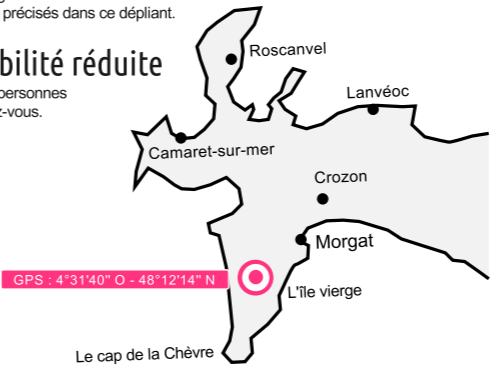 précisés dans ce dépliant.
bilité réduite
personnes
z-vous.
Roscanvel
Lanvéoc
Camaret-sur-mer
Crozon
Morgat
GPS : 4°31'40'' O - 48°12'14'' N
L'île vierge
Le cap de la Chèvre